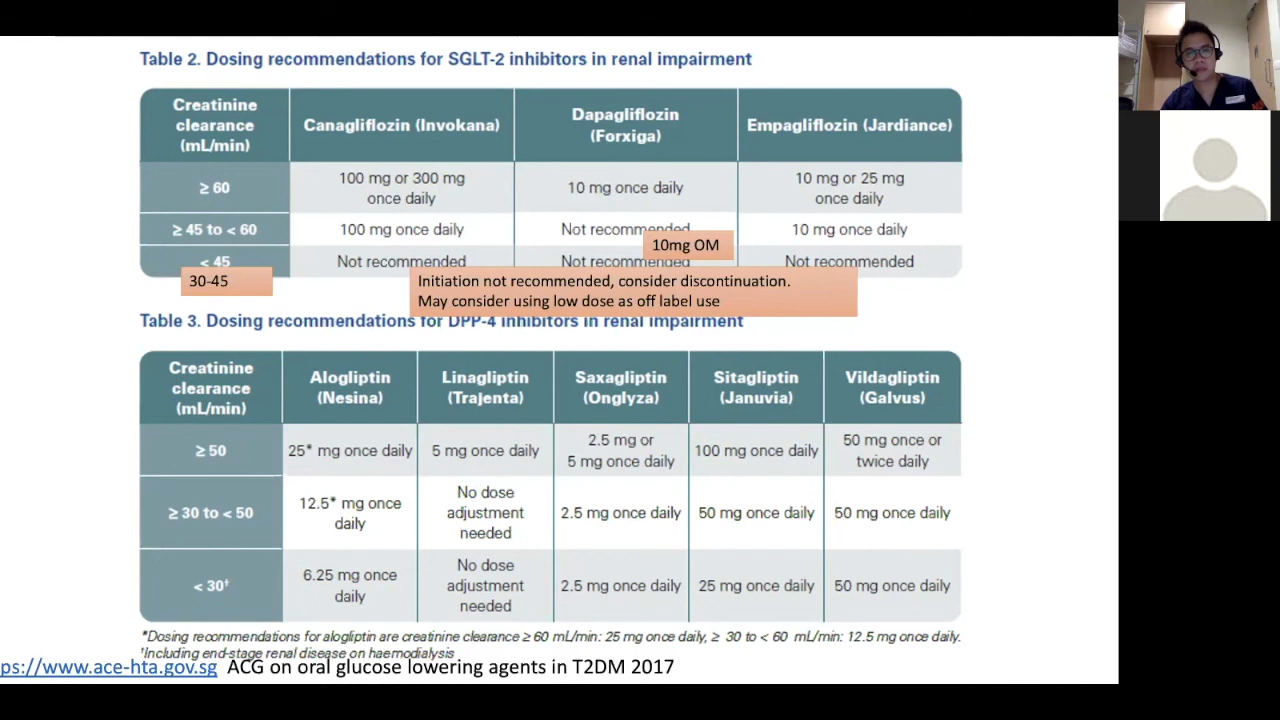 Table 2. Dosing recommendations for SGLT-2 inhibitors in renal impairment
Creatinine clearance (mL/min) Canagliflozin (Invokana) Dapagliflozin (Forxiga) Empagliflozin (Jardiance)
≥ 60 100 mg or 300 mg once daily 10 mg once daily 10 mg or 25 mg once daily
≥ 45 to < 60 100 mg once daily Not recommended 10 mg once daily
10mg OM
< 45 Not recommended Not recommended Not recommended
30-45 Initiation not recommended, consider discontinuation.
May consider using low dose as off label use
Table 3. Dosing recommendations for DPP-4 inhibitors in renal impairment
Creatinine clearance (mL/min) Alogliptin (Nesina) Linagliptin (Trajenta) Saxagliptin (Onglyza) Sitagliptin (Januvia) Vildagliptin (Galvus)
≥ 50 25* mg once daily 5 mg once daily 2.5 mg or 5 mg once daily 100 mg once daily 50 mg once or twice daily
≥ 30 to < 50 12.5* mg once daily No dose adjustment needed 2.5 mg once daily 50 mg once daily 50 mg once daily
< 30† 6.25 mg once daily No dose adjustment needed 2.5 mg once daily 25 mg once daily 50 mg once daily
*Dosing recommendations for alogliptin are creatinine clearance ≥ 60 mL/min: 25 mg once daily, ≥ 30 to < 60 mL/min: 12.5 mg once daily.
†Including end-stage renal disease on haemodialysis
ps://www.ace-hta.gov.sg ACG on oral glucose lowering agents in T2DM 2017